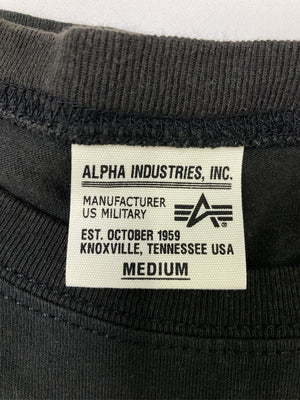 ALPHA INDUSTRIES, INC.
MANUFACTURER
US MILITARY
EST. OCTOBER 1959
KNOXVILLE, TENNESSEE USA
MEDIUM